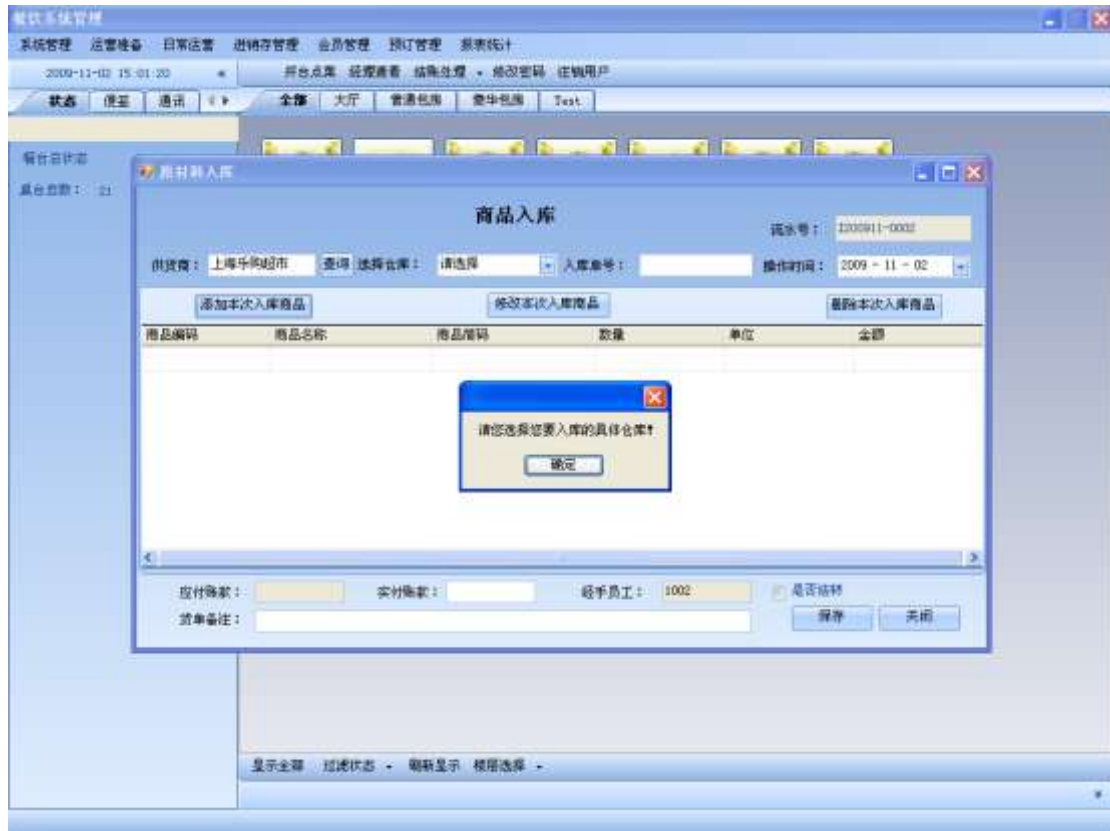 餐饮系统管理
系统管理 运营准备 日常运营 进销存管理 会员管理 预订管理 报表统计
2009-11-02 15:01:20 « 开台点菜 经理查看 结账处理 修改密码 注销用户
状态 便签 通讯 全部 大厅 普通包房 豪华包房 Test
餐台总状态
桌台总数： 21
原材料入库
商品入库
流水号： I200911-0002
供货商： 上海乐购超市 查询 选择仓库： 请选择 入库单号： 操作时间： 2009 - 11 - 02
添加本次入库商品 修改本次入库商品 删除本次入库商品
商品编码 商品名称 商品简码 数量 单位 金额
请您选择您要入库的具体仓库!
确定
应付账款： 实付账款： 经手员工： 1002 是否结转
货单备注： 保存 关闭
显示全部 过滤状态 刷新显示 楼层选择